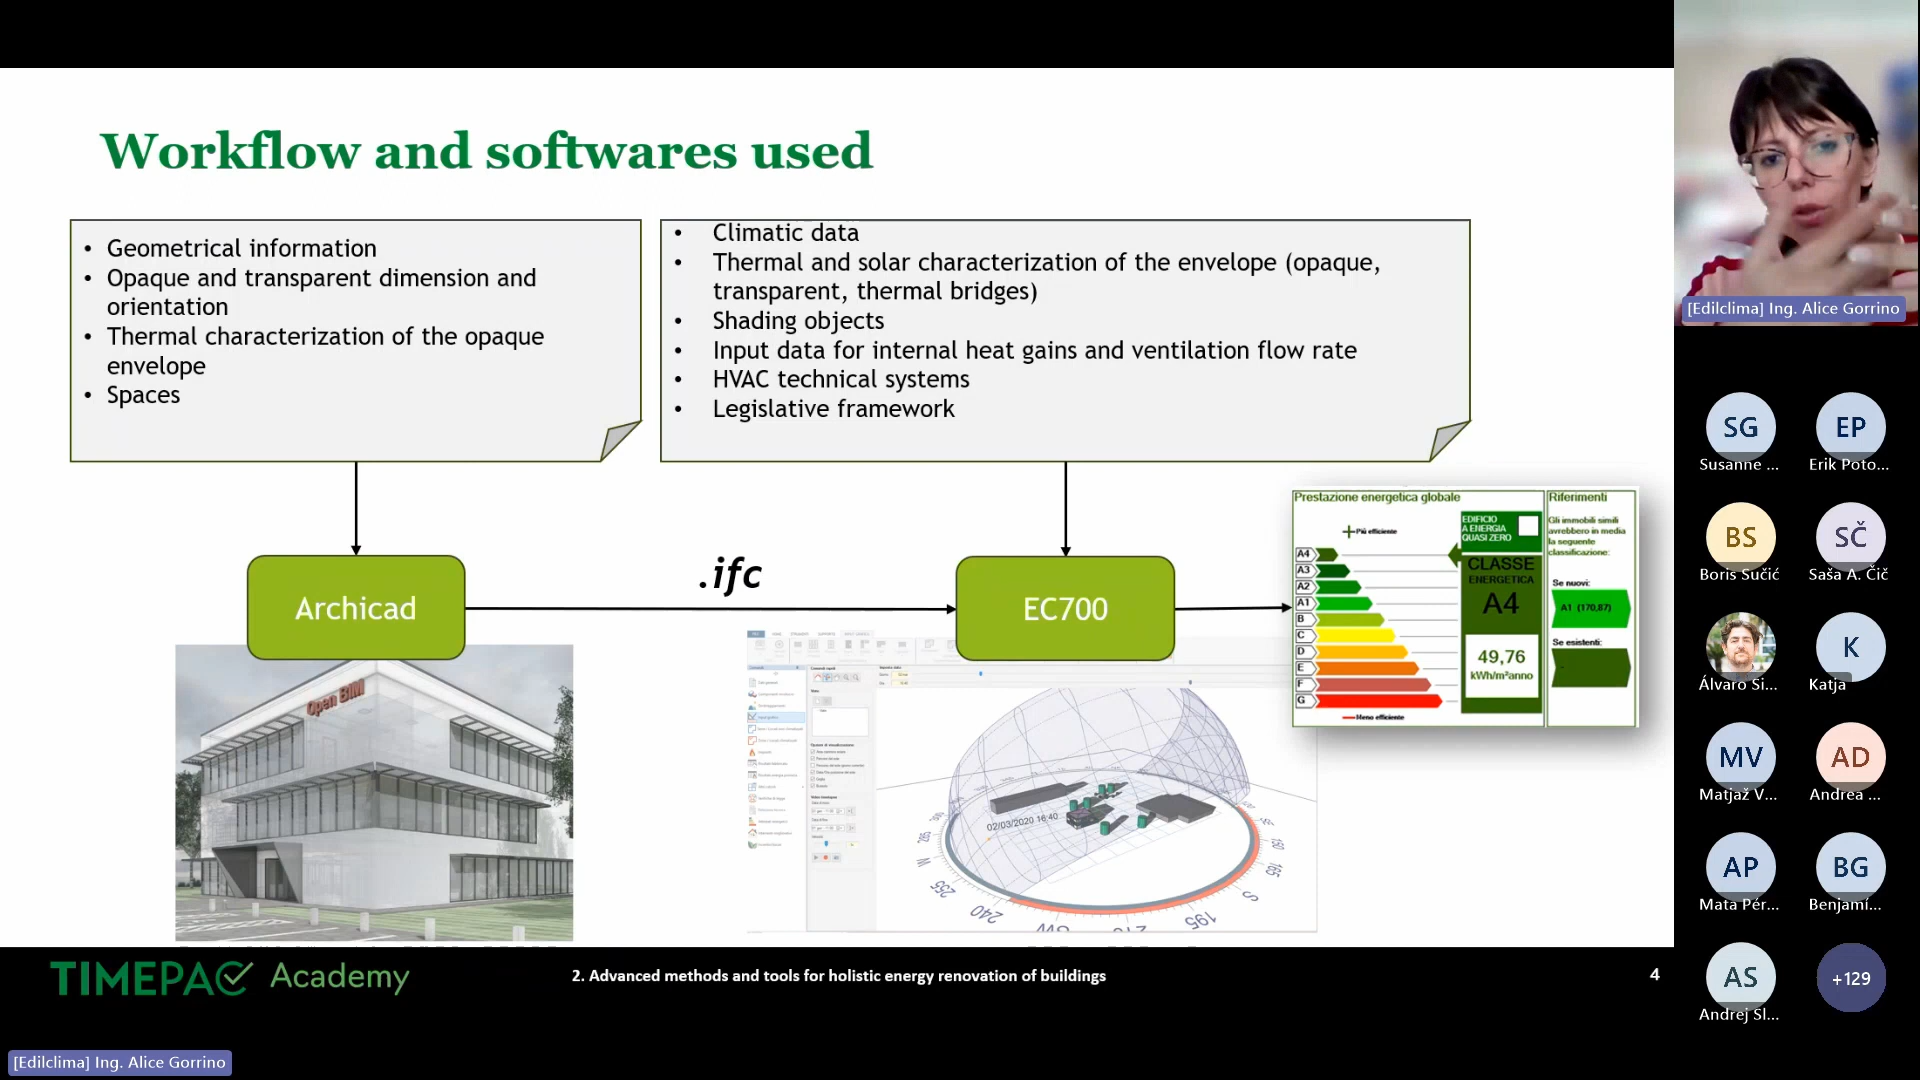 Workflow and softwares used
• Geometrical information
• Opaque and transparent dimension and
orientation
• Thermal characterization of the opaque
envelope
• Spaces
• Climatic data
• Thermal and solar characterization of the envelope (opaque,
transparent, thermal bridges)
• Shading objects
• Input data for internal heat gains and ventilation flow rate
• HVAC technical systems
• Legislative framework
Archicad
.ifc
EC700
Open BIM
02/03/2020 16:40
255
240
S
195
165
Prestazione energetica globale
Più efficiente
A4
A3
A2
A1
B
C
D
E
F
G
Meno efficiente
EDIFICIO
A ENERGIA
QUASI ZERO
CLASSE
ENERGETICA
A4
49,76
kWh/m²anno
Riferimenti
Gli immobili simili
avrebbero in media
la seguente
classificazione:
Se nuovi:
A1 (170,87)
Se esistenti:
TIMEPAC Academy
2. Advanced methods and tools for holistic energy renovation of buildings
4
[Edilclima] Ing. Alice Gorrino
[Edilclima] Ing. Alice Gorrino
SG
Susanne ...
EP
Erik Poto...
BS
Boris Sučić
SČ
Saša A. Čič
Álvaro Si...
K
Katja
MV
Matjaž V...
AD
Andrea ...
AP
Mata Pér...
BG
Benjamí...
AS
Andrej Sl...
+129